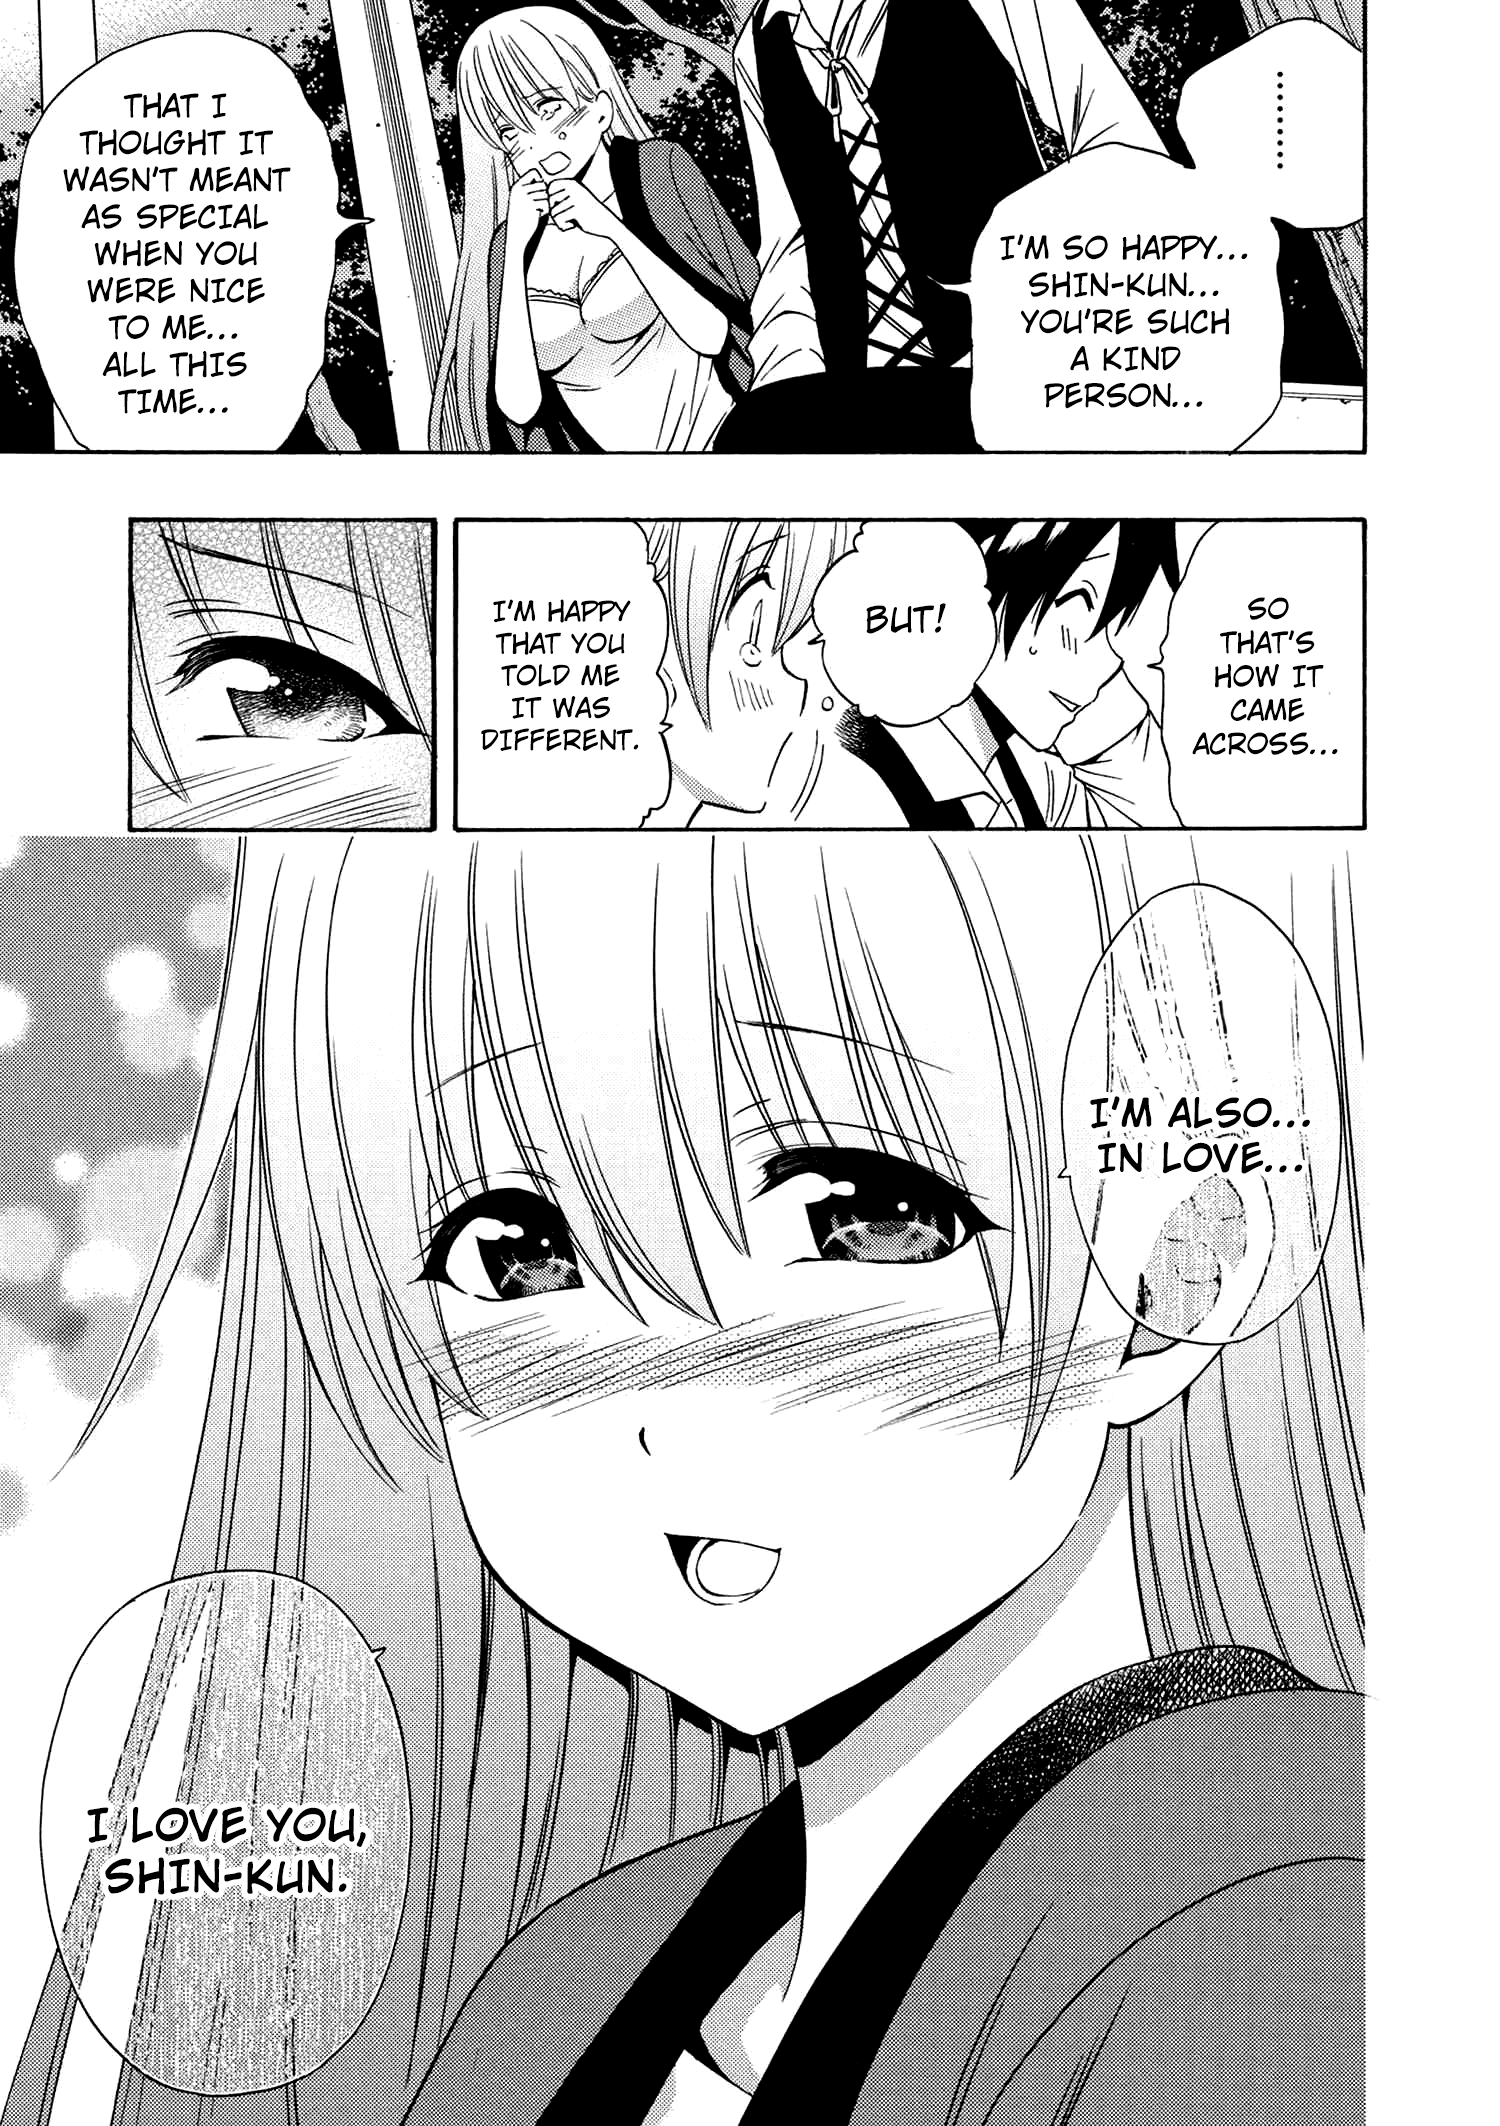 .........
I'M SO HAPPY...
SHIN-KUN...
YOU'RE SUCH
A KIND
PERSON...
THAT I
THOUGHT IT
WASN'T MEANT
AS SPECIAL
WHEN YOU
WERE NICE
TO ME...
ALL THIS
TIME...
SO
THAT'S
HOW IT
CAME
ACROSS...
BUT!
I'M HAPPY
THAT YOU
TOLD ME
IT WAS
DIFFERENT.
I'M ALSO...
IN LOVE...
I LOVE YOU,
SHIN-KUN.